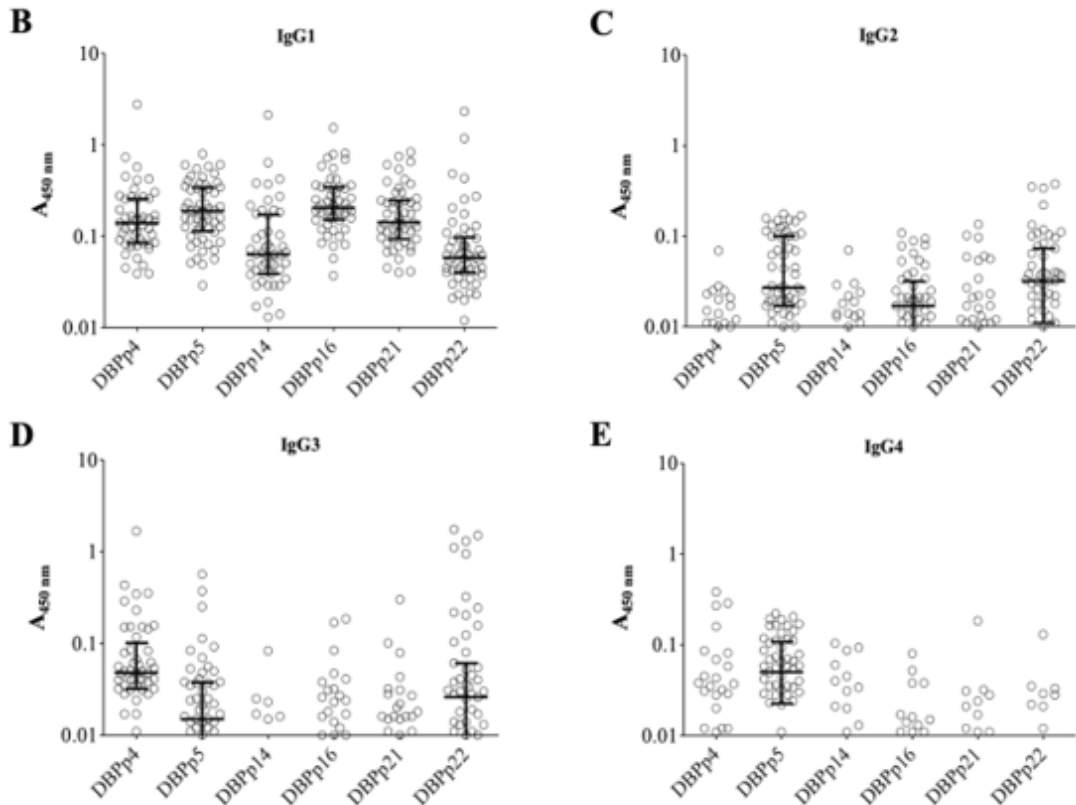 B
IgG1
10
1
0.1
0.01
A450 nm
DBPp4
DBPp5
DBPp14
DBPp16
DBPp21
DBPp22
C
IgG2
10
1
0.1
0.01
A450 nm
DBPp4
DBPp5
DBPp14
DBPp16
DBPp21
DBPp22
D
IgG3
10
1
0.1
0.01
A450 nm
DBPp4
DBPp5
DBPp14
DBPp16
DBPp21
DBPp22
E
IgG4
10
1
0.1
0.01
A450 nm
DBPp4
DBPp5
DBPp14
DBPp16
DBPp21
DBPp22